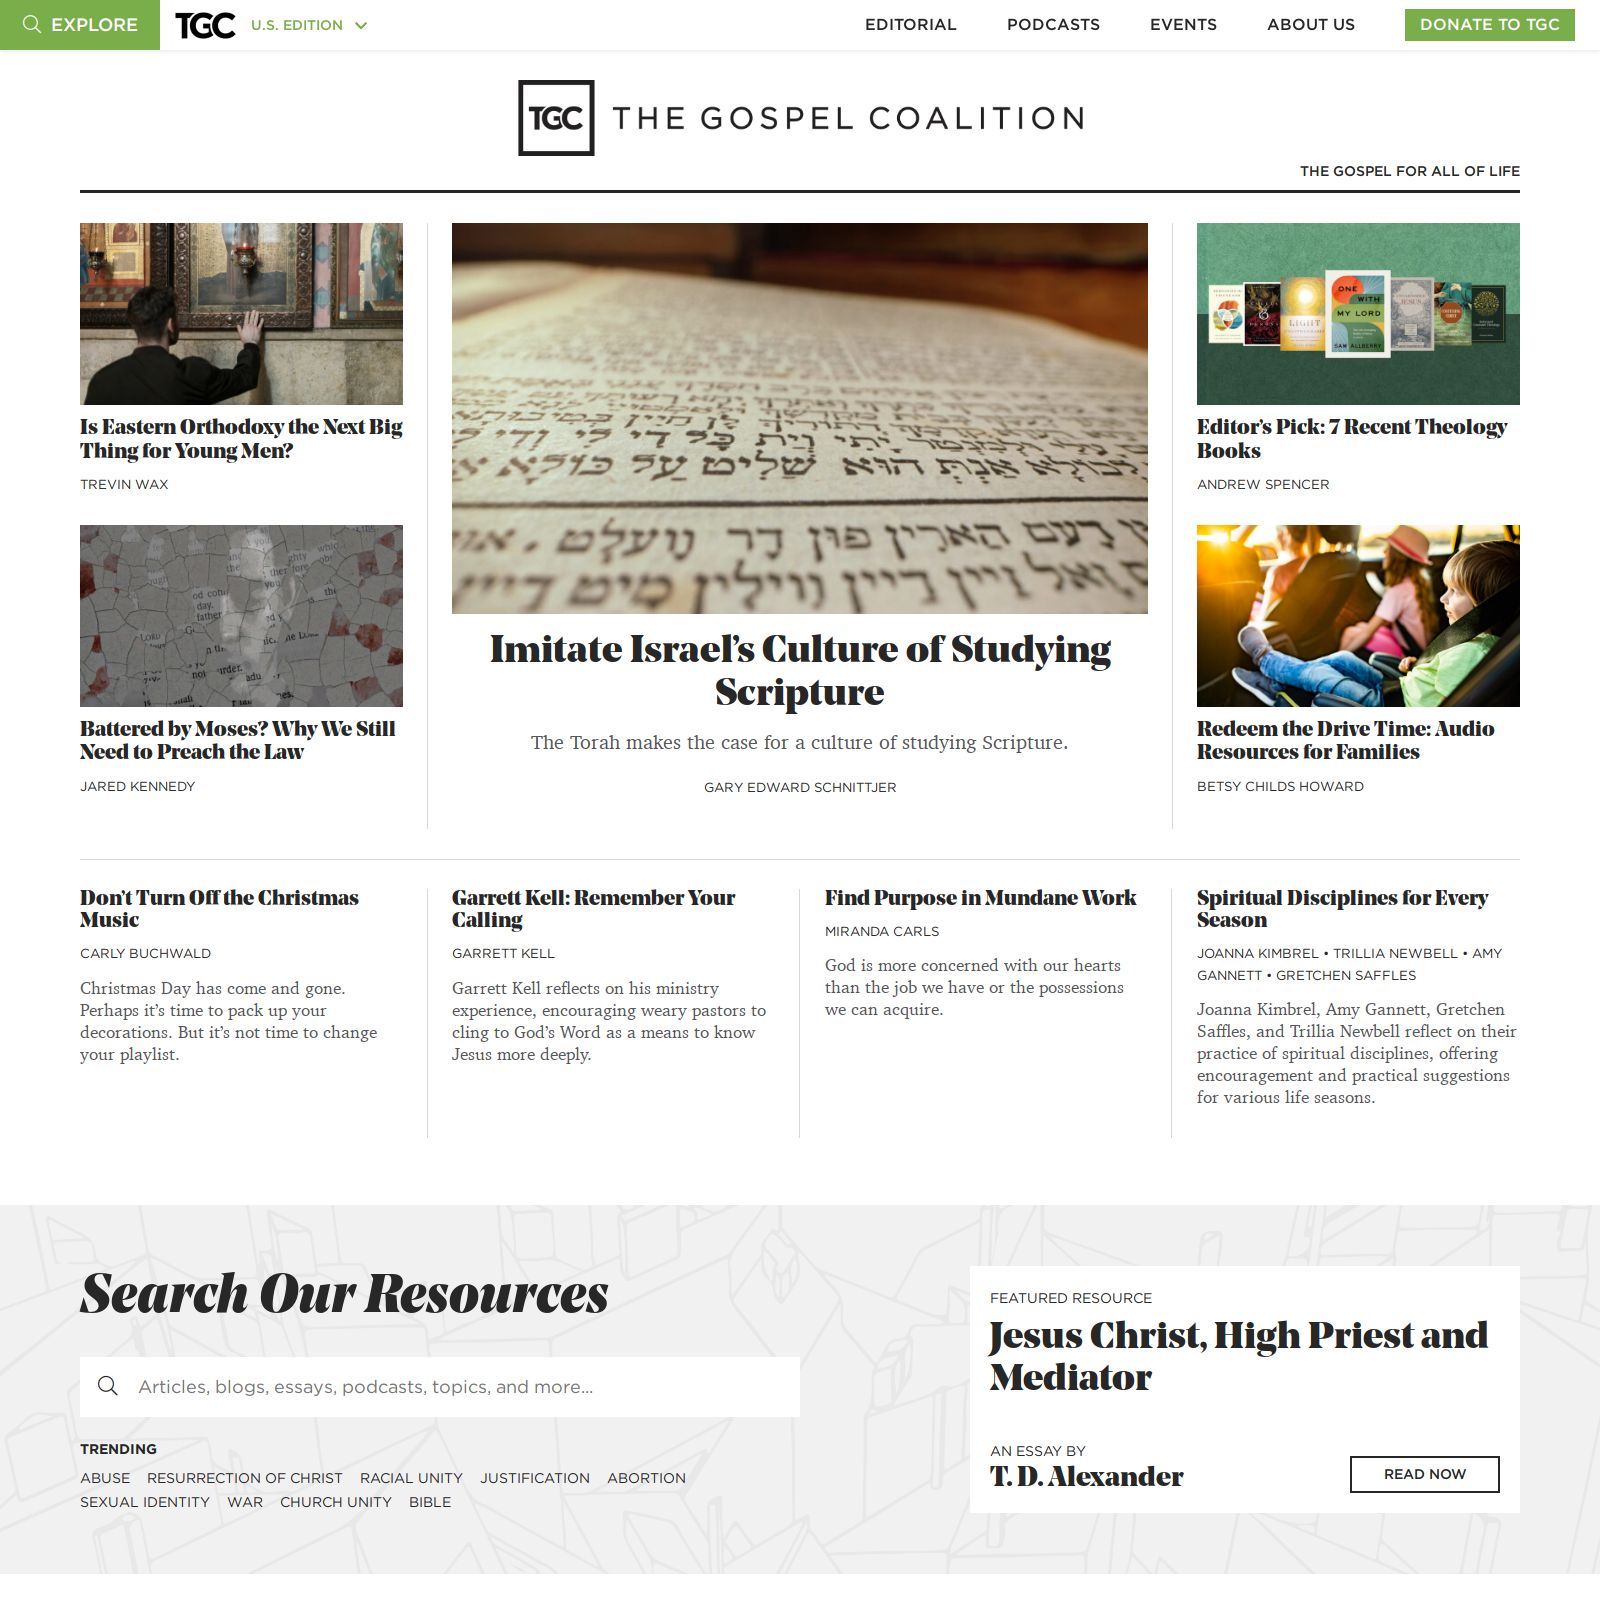 EXPLORE
TGC
U.S. EDITION
EDITORIAL
PODCASTS
EVENTS
ABOUT US
DONATE TO TGC
TGC THE GOSPEL COALITION
THE GOSPEL FOR ALL OF LIFE
Is Eastern Orthodoxy the Next Big
Thing for Young Men?
TREVIN WAX
Battered by Moses? Why We Still
Need to Preach the Law
JARED KENNEDY
Imitate Israel’s Culture of Studying
Scripture
The Torah makes the case for a culture of studying Scripture.
GARY EDWARD SCHNITTJER
ONE
WITH
MY LORD
SAM ALLBERRY
LIGHT
JESUS
Editor’s Pick: 7 Recent Theology
Books
ANDREW SPENCER
Redeem the Drive Time: Audio
Resources for Families
BETSY CHILDS HOWARD
Don’t Turn Off the Christmas
Music
CARLY BUCHWALD
Christmas Day has come and gone.
Perhaps it’s time to pack up your
decorations. But it’s not time to change
your playlist.
Garrett Kell: Remember Your
Calling
GARRETT KELL
Garrett Kell reflects on his ministry
experience, encouraging weary pastors to
cling to God’s Word as a means to know
Jesus more deeply.
Find Purpose in Mundane Work
MIRANDA CARLS
God is more concerned with our hearts
than the job we have or the possessions
we can acquire.
Spiritual Disciplines for Every
Season
JOANNA KIMBREL • TRILLIA NEWBELL • AMY
GANNETT • GRETCHEN SAFFLES
Joanna Kimbrel, Amy Gannett, Gretchen
Saffles, and Trillia Newbell reflect on their
practice of spiritual disciplines, offering
encouragement and practical suggestions
for various life seasons.
Search Our Resources
Articles, blogs, essays, podcasts, topics, and more...
TRENDING
ABUSE RESURRECTION OF CHRIST RACIAL UNITY JUSTIFICATION ABORTION
SEXUAL IDENTITY WAR CHURCH UNITY BIBLE
FEATURED RESOURCE
Jesus Christ, High Priest and
Mediator
AN ESSAY BY
T. D. Alexander
READ NOW